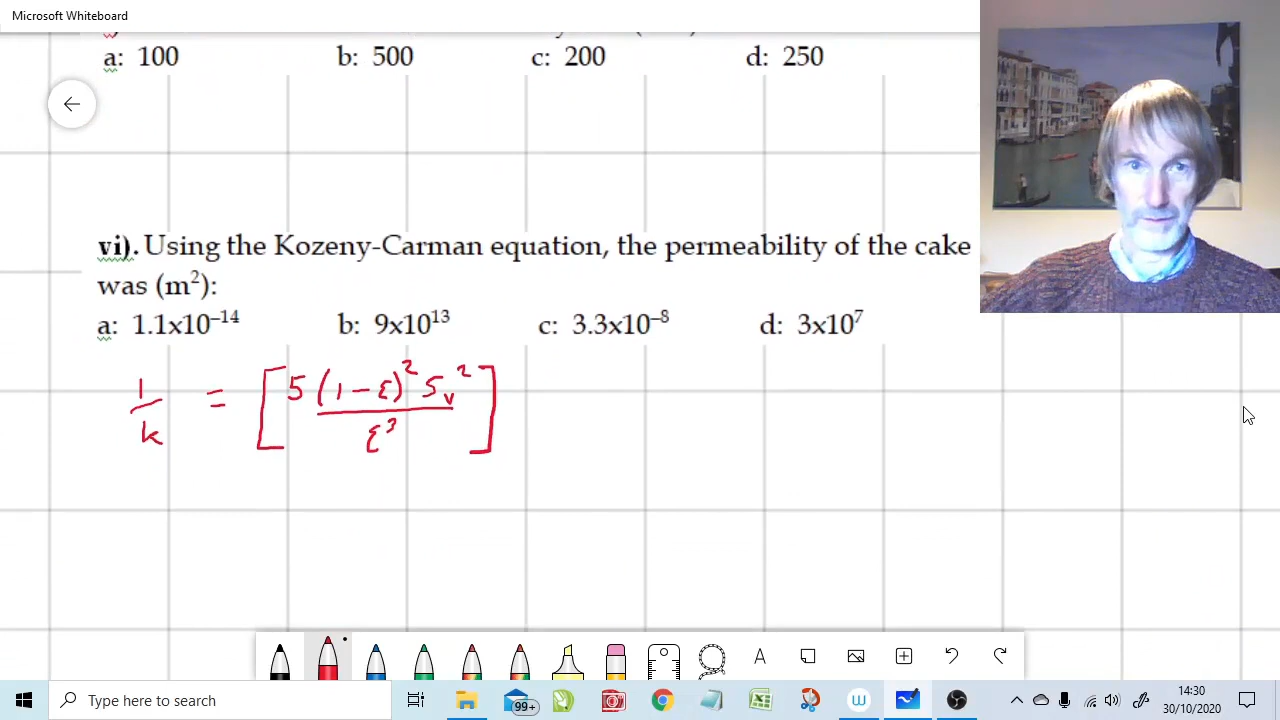 Microsoft Whiteboard
a: 100 b: 500 c: 200 d: 250
vi). Using the Kozeny-Carman equation, the permeability of the cake
was (m²):
a: 1.1x10⁻¹⁴ b: 9x10¹³ c: 3.3x10⁻⁸ d: 3x10⁷
1/k = [5(1-ε)² Sᵥ² / ε³]
A
99+
W
Type here to search
14:30
30/10/2020